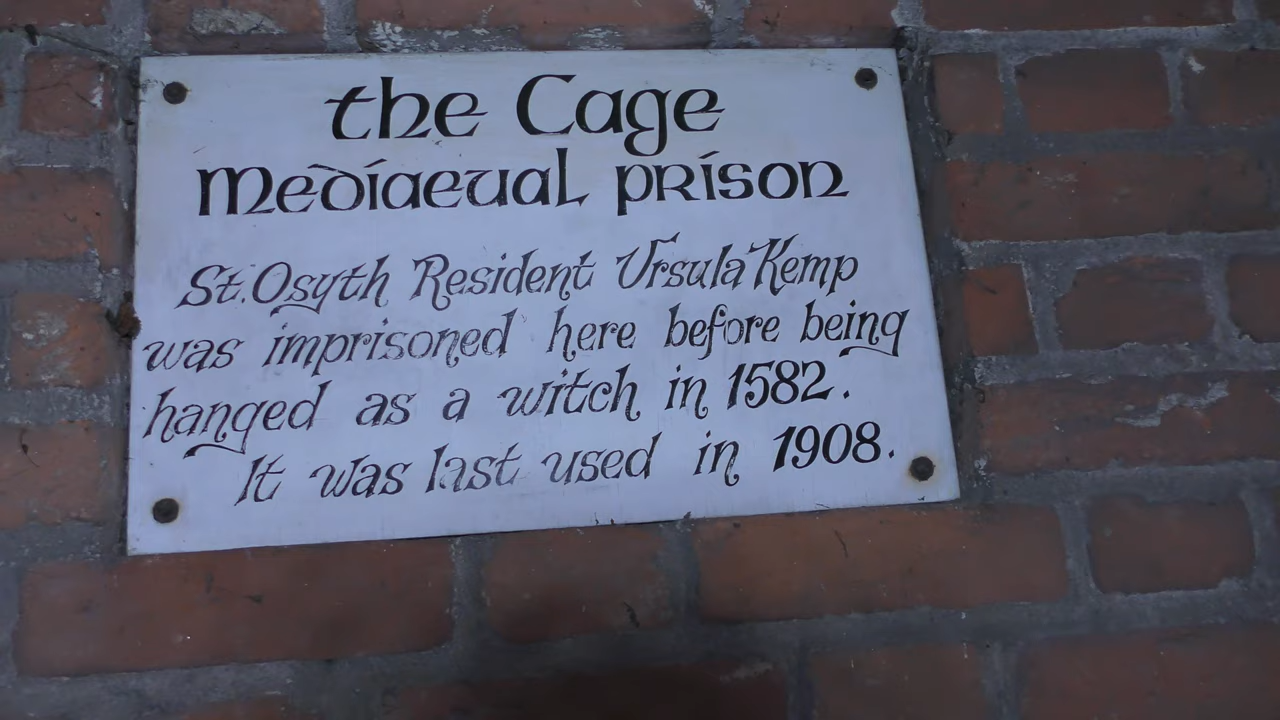 the Cage
Mediaeval prison
St. Osyth Resident Ursula Kemp
was imprisoned here before being
hanged as a witch in 1582.
It was last used in 1908.